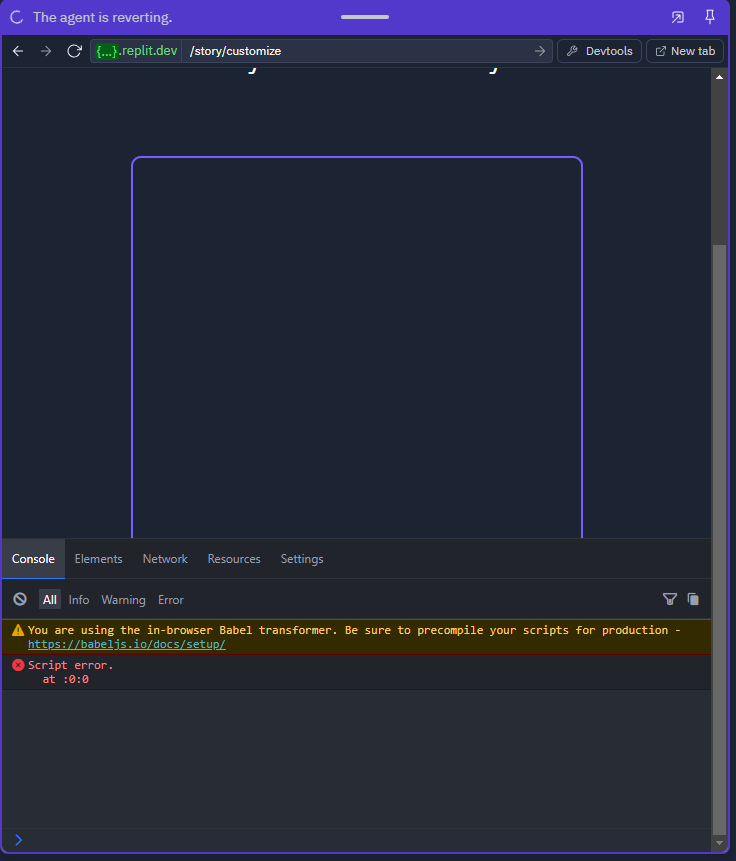 The agent is reverting.
{...}.replit.dev /story/customize Devtools New tab
Console Elements Network Resources Settings
All Info Warning Error
You are using the in-browser Babel transformer. Be sure to precompile your scripts for production -
https://babeljs.io/docs/setup/
Script error.
at :0:0